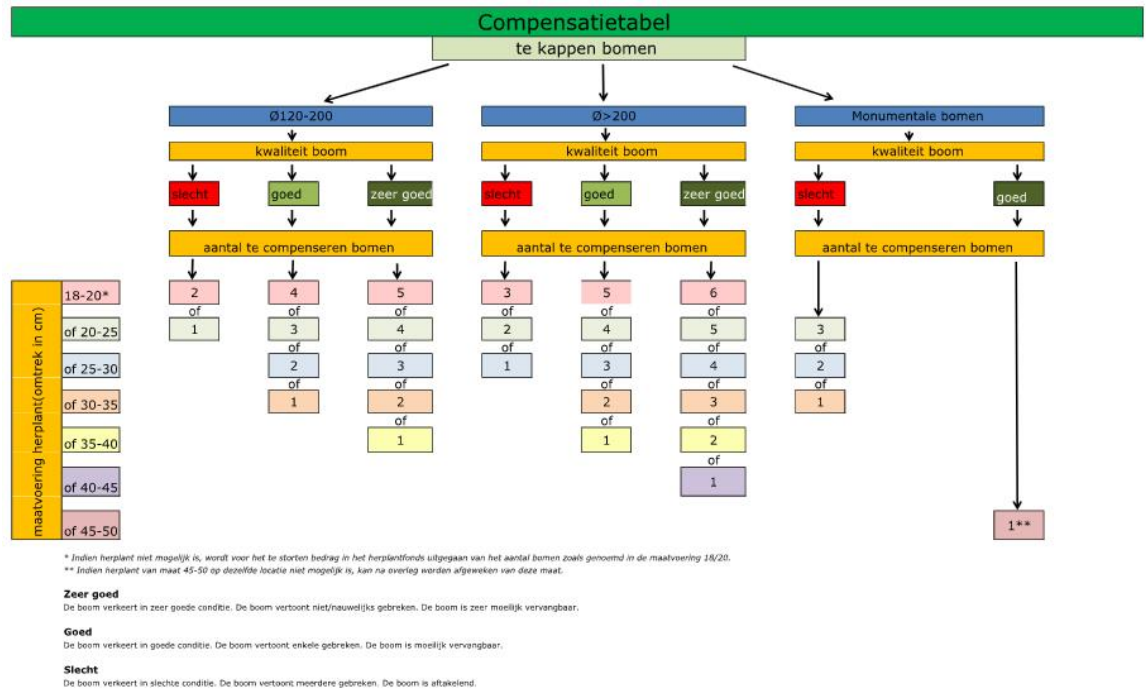 Compensatietabel
te kappen bomen
Ø120-200 Ø>200 Monumentale bomen
kwaliteit boom kwaliteit boom kwaliteit boom
slecht goed zeer goed slecht goed zeer goed slecht goed
aantal te compenseren bomen aantal te compenseren bomen aantal te compenseren bomen
maatvoering herplant(omtrek in cm)
18-20* 2 4 5 3 5 6
of of of of of of
of 20-25 1 3 4 2 4 5 3
of of of of of of
of 25-30 2 3 1 3 4 2
of of of of of
of 30-35 1 2 2 3 1
of of of
of 35-40 1 1 2
of
of 40-45 1
of 45-50 1**
* Indien herplant niet mogelijk is, wordt voor het te storten bedrag in het herplantfonds uitgegaan van het aantal bomen zoals genoemd in de maatvoering 18/20.
** Indien herplant van maat 45-50 op dezelfde locatie niet mogelijk is, kan na overleg worden afgeweken van deze maat.
Zeer goed
De boom verkeert in zeer goede conditie. De boom vertoont niet/nauwelijks gebreken. De boom is zeer moeilijk vervangbaar.
Goed
De boom verkeert in goede conditie. De boom vertoont enkele gebreken. De boom is moeilijk vervangbaar.
Slecht
De boom verkeert in slechte conditie. De boom vertoont meerdere gebreken. De boom is aftakelend.